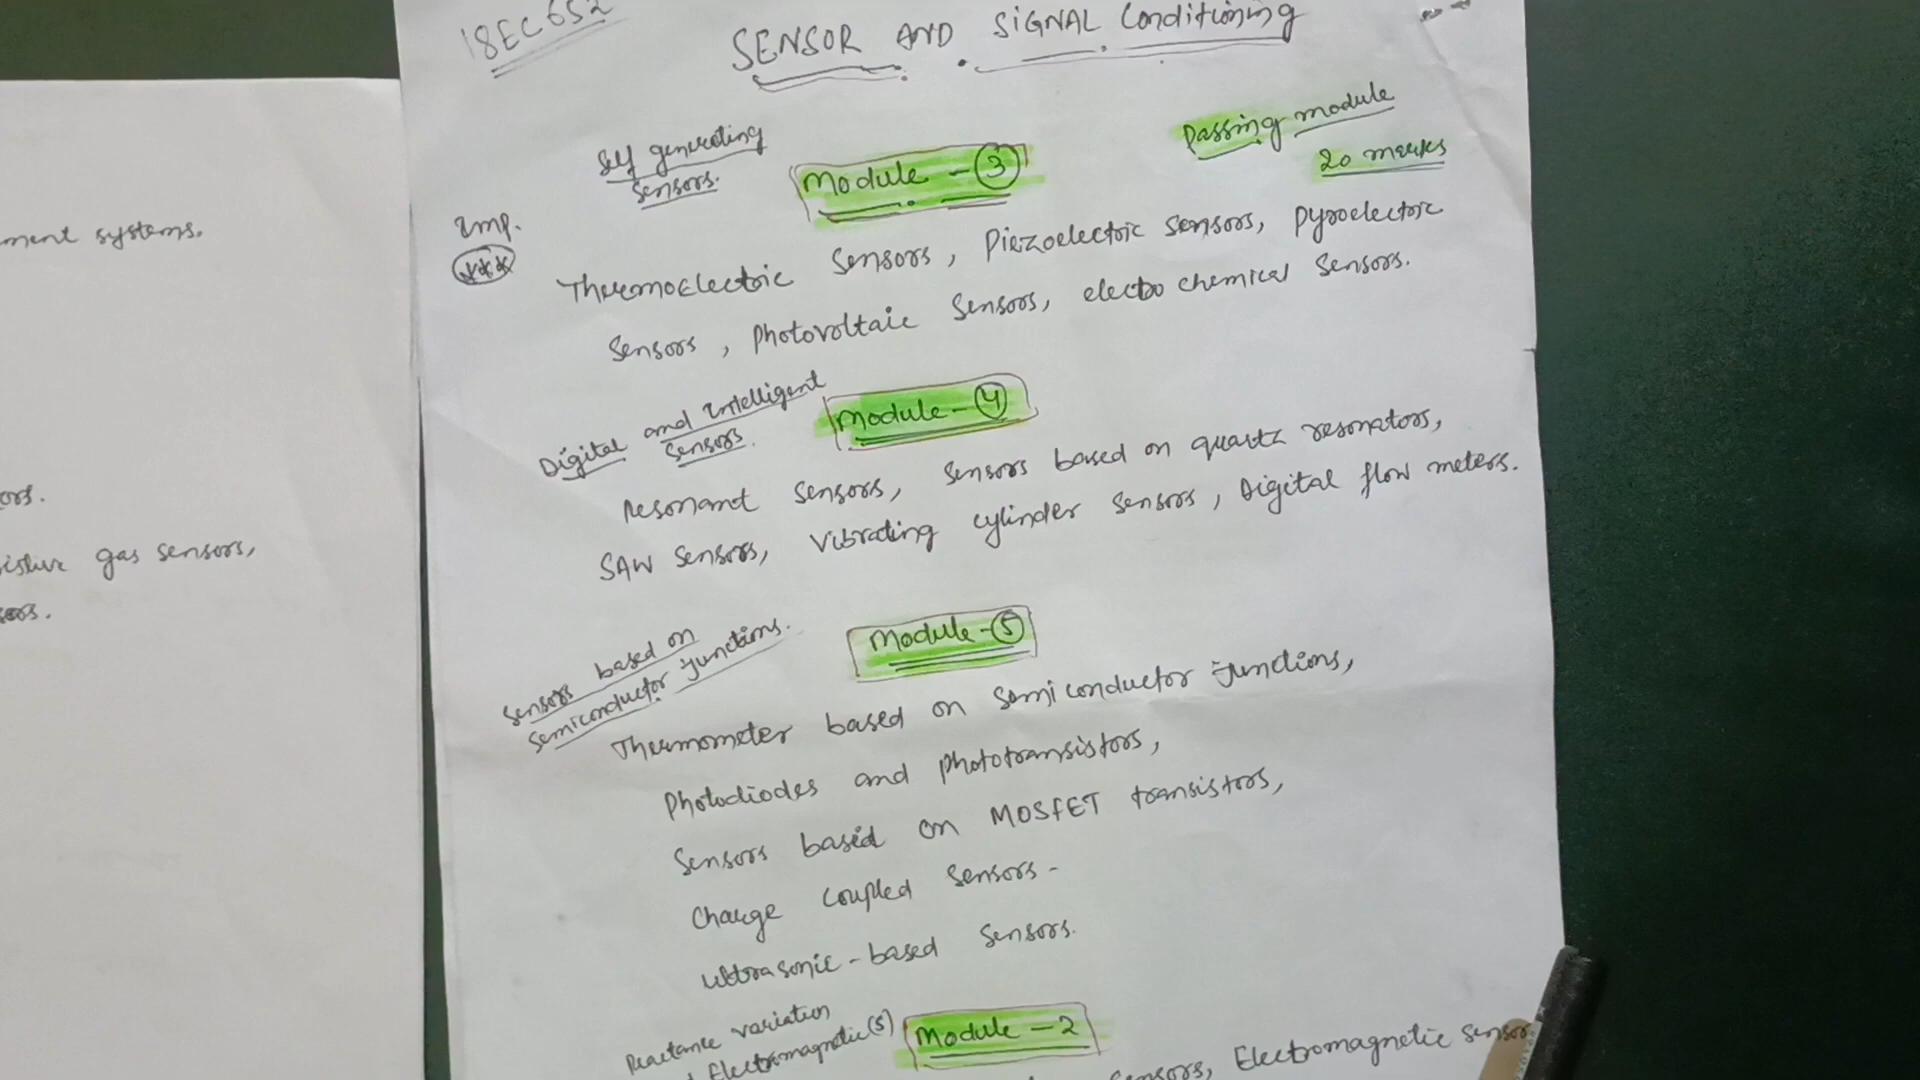 18EC652
SENSOR AND SIGNAL Conditioning
Passing module
20 marks
Self generating
sensors.
Module - 3
Imp.
***
Thermoelectric sensors, Piezoelectric sensors, pyroelectric
sensors, photovoltaic sensors, electro chemical sensors.
Digital and Intelligent
sensors.
Module - 4
Resonant sensors, sensors based on quartz resonators,
SAW sensors, vibrating cylinder sensors, Digital flow meters.
Sensors based on
semiconductor junctions.
Module - 5
Thermometer based on semiconductor junctions,
Photodiodes and phototransistors,
Sensors based on MOSFET transistors,
Charge coupled sensors -
ultrasonic - based sensors.
Reactance variation
Electromagnetic (s)
Module - 2
sensors, Electromagnetic sensor
ment systems.
ors.
gas sensors,